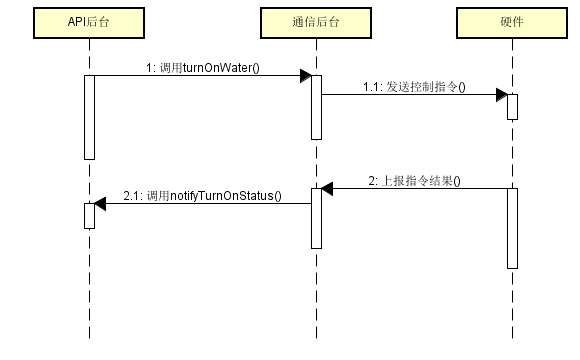 API后台
通信后台
硬件
1: 调用turnOnWater()
1.1: 发送控制指令()
2: 上报指令结果()
2.1: 调用notifyTurnOnStatus()